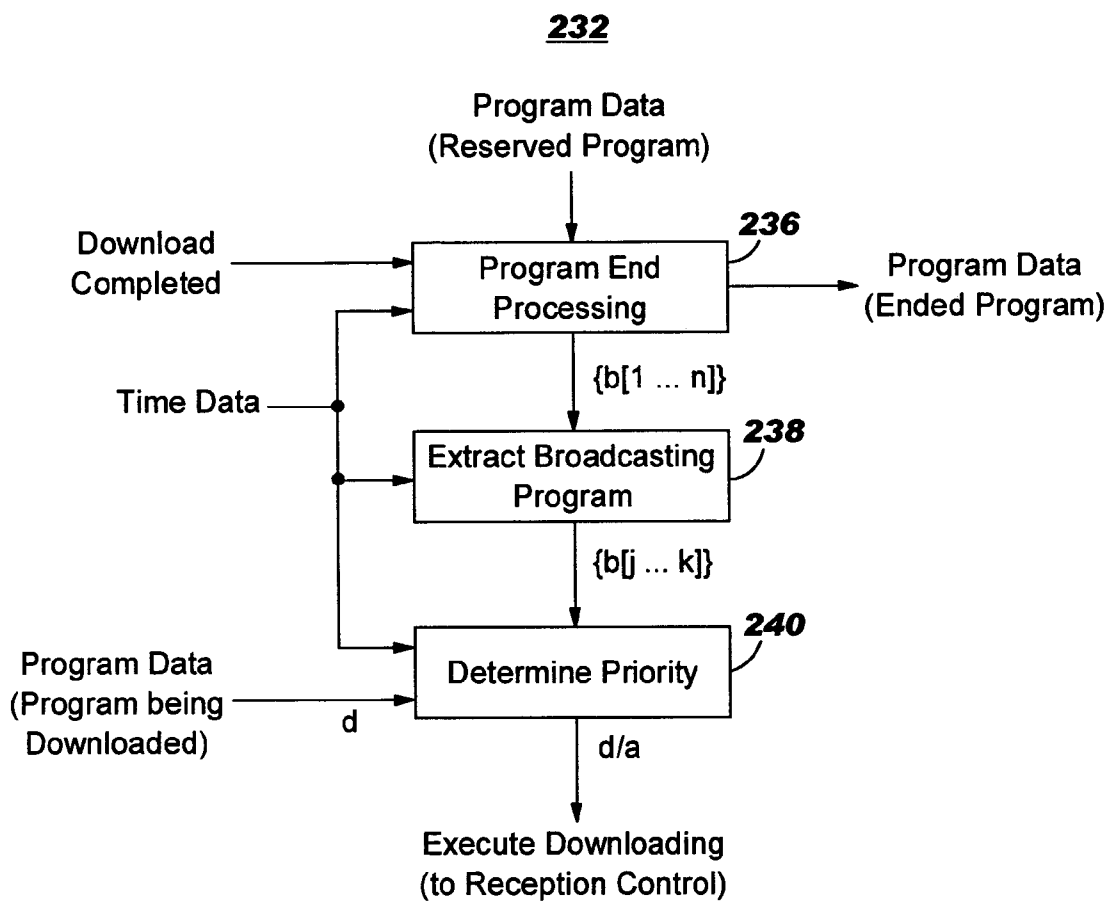 232
Program Data
(Reserved Program)
Download
Completed
236
Program End
Processing
Program Data
(Ended Program)
{b[1 ... n]}
Time Data
238
Extract Broadcasting
Program
{b[j ... k]}
240
Program Data
(Program being
Downloaded)
d
Determine Priority
d/a
Execute Downloading
(to Reception Control)